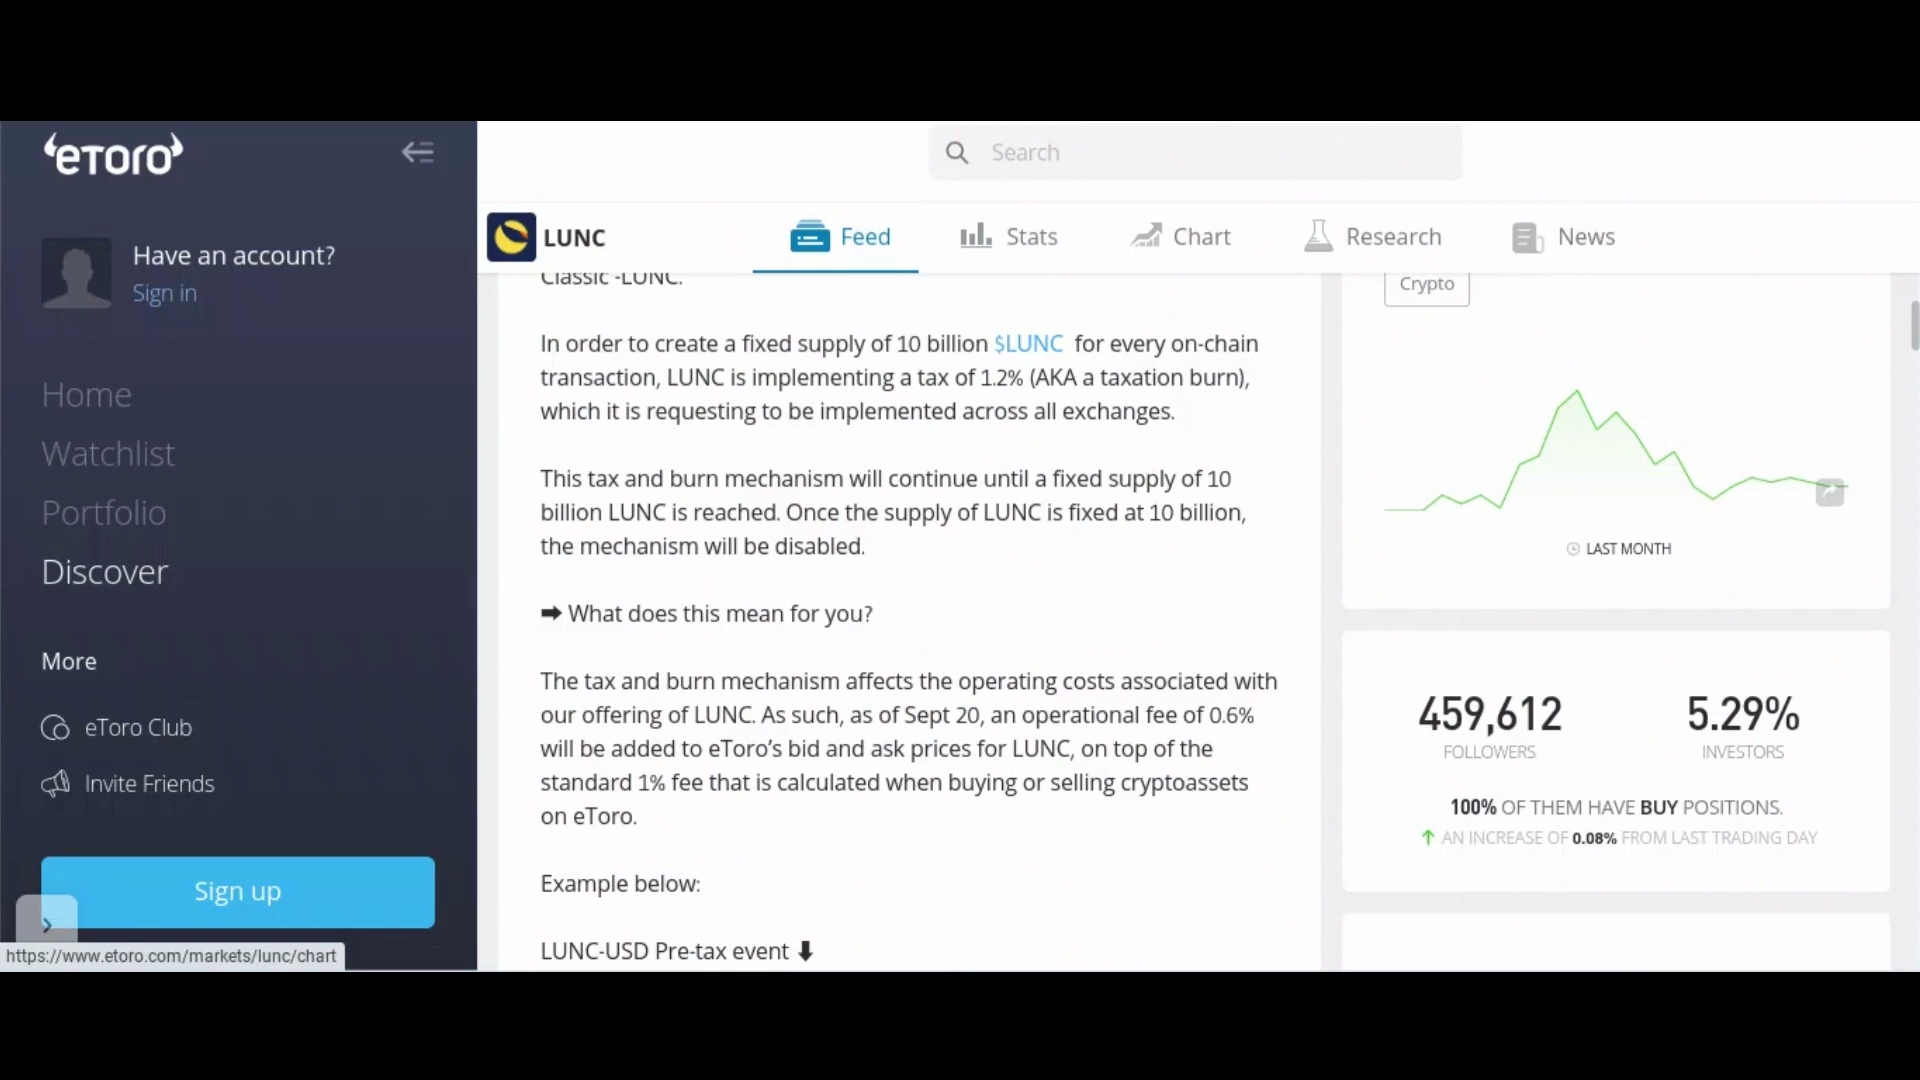 eToro
Have an account?
Sign in
Home
Watchlist
Portfolio
Discover
More
eToro Club
Invite Friends
Sign up
https://www.etoro.com/markets/lunc/chart
Search
LUNC
Feed
Stats
Chart
Research
News
Classic -LUNC.
In order to create a fixed supply of 10 billion $LUNC for every on-chain
transaction, LUNC is implementing a tax of 1.2% (AKA a taxation burn),
which it is requesting to be implemented across all exchanges.
This tax and burn mechanism will continue until a fixed supply of 10
billion LUNC is reached. Once the supply of LUNC is fixed at 10 billion,
the mechanism will be disabled.
➡ What does this mean for you?
The tax and burn mechanism affects the operating costs associated with
our offering of LUNC. As such, as of Sept 20, an operational fee of 0.6%
will be added to eToro’s bid and ask prices for LUNC, on top of the
standard 1% fee that is calculated when buying or selling cryptoassets
on eToro.
Example below:
LUNC-USD Pre-tax event ⬇
Crypto
LAST MONTH
459,612
FOLLOWERS
5.29%
INVESTORS
100% OF THEM HAVE BUY POSITIONS.
AN INCREASE OF 0.08% FROM LAST TRADING DAY